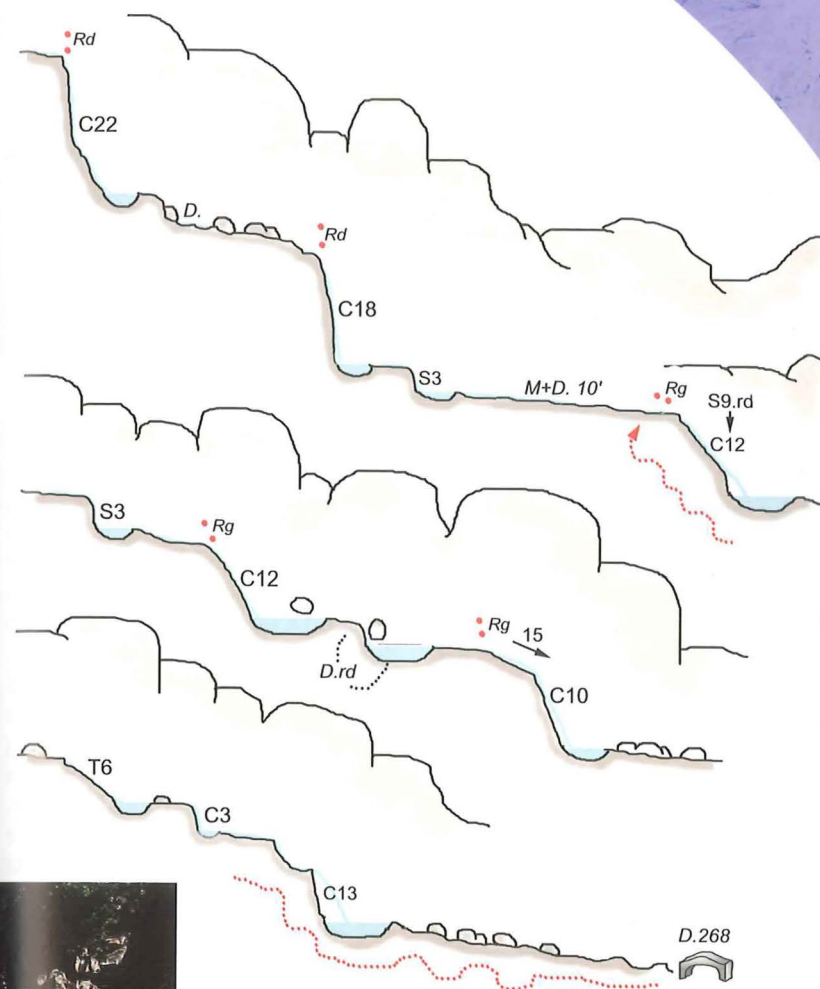 Rd
C22
D.
Rd
C18
S3
M+D. 10'
Rg
S9.rd
C12
S3
Rg
C12
D.rd
Rg
15
C10
T6
C3
C13
D.268